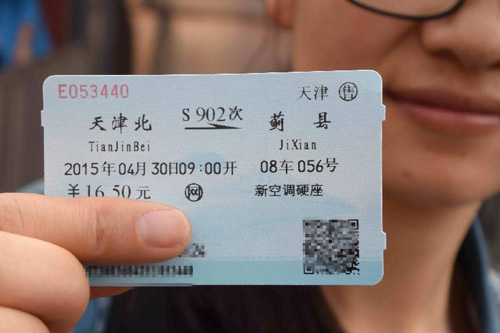 E053440 天津 售
天津北 S902次 蓟县
TianJinBei JiXian
2015年04月30日09:00开 08车056号
￥16.50元 网 新空调硬座